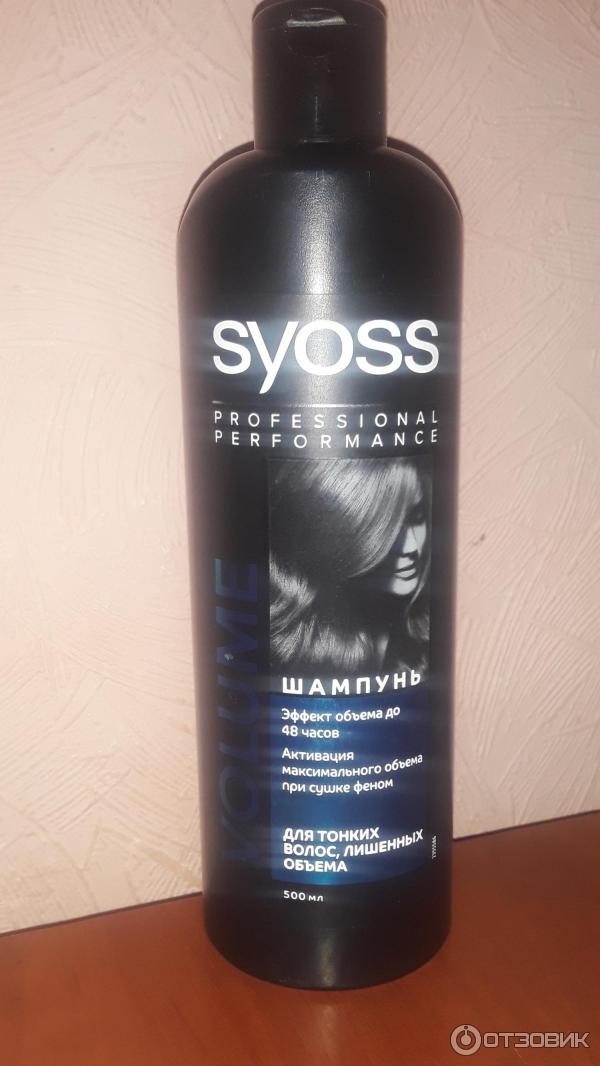 syoss
PROFESSIONAL
PERFORMANCE
VOLUME
ШАМПУНЬ
Эффект объема до
48 часов
Активация
максимального объема
при сушке феном
ДЛЯ ТОНКИХ
ВОЛОС, ЛИШЕННЫХ
ОБЪЕМА
500 мл
ОТЗОВИК